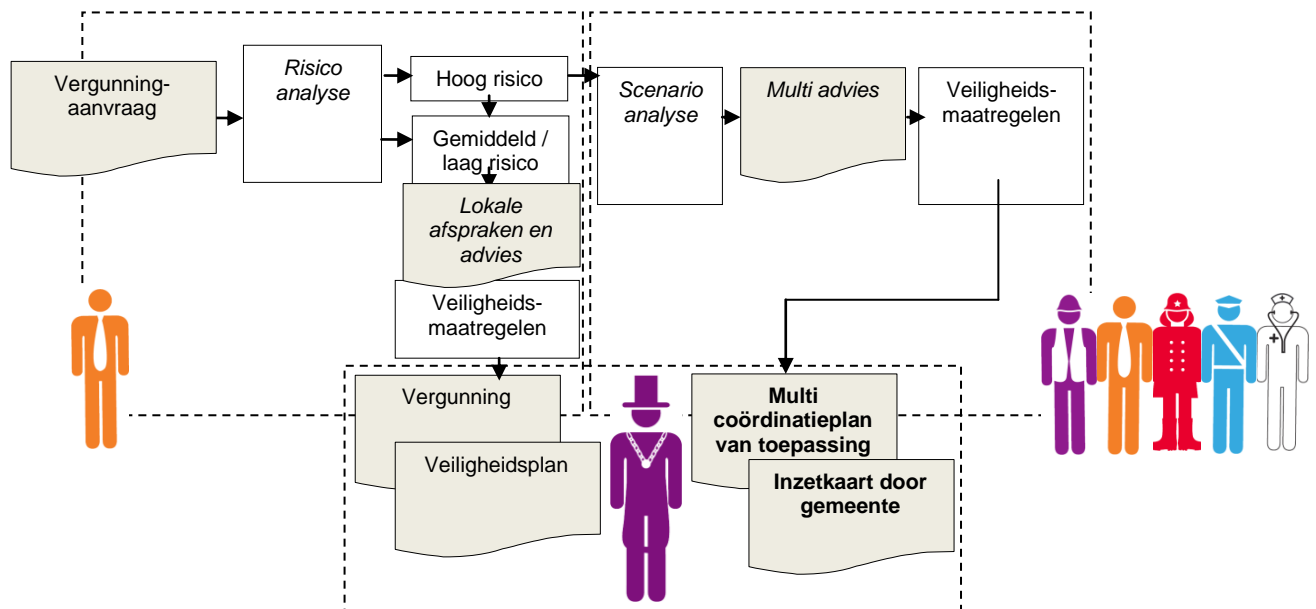 Vergunning-
aanvraag
Risico
analyse
Hoog risico
Gemiddeld /
laag risico
Lokale
afspraken en
advies
Veiligheids-
maatregelen
Scenario
analyse
Multi advies
Veiligheids-
maatregelen
Vergunning
Veiligheidsplan
Multi
coördinatieplan
van toepassing
Inzetkaart door
gemeente